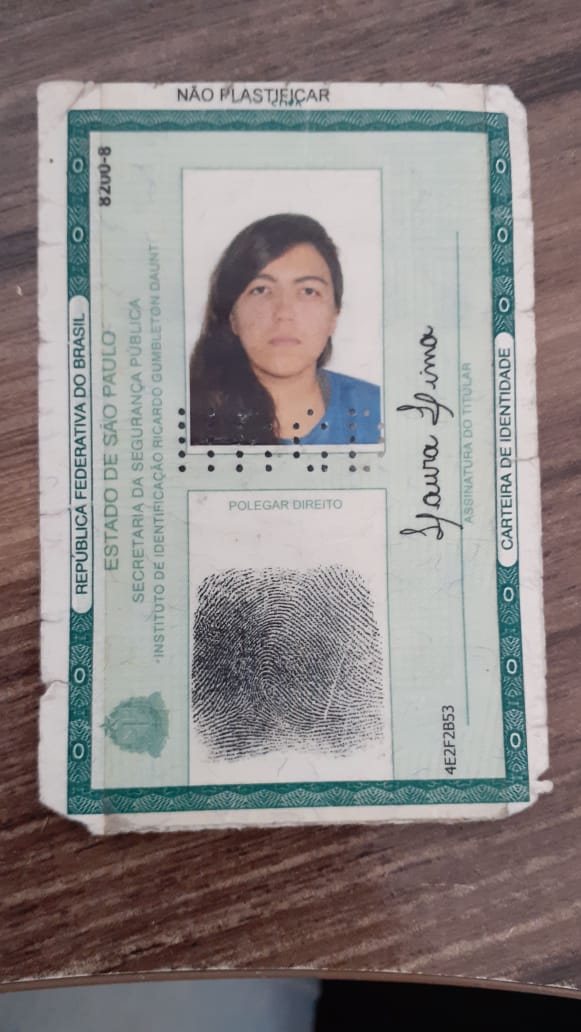 NÃO PLASTIFICAR
8200-8
REPÚBLICA FEDERATIVA DO BRASIL
ESTADO DE SÃO PAULO
SECRETARIA DA SEGURANÇA PÚBLICA
INSTITUTO DE IDENTIFICAÇÃO RICARDO GUMBLETON DAUNT
POLEGAR DIREITO
Laura Lima
ASSINATURA DO TITULAR
4E2F2B53
CARTEIRA DE IDENTIDADE